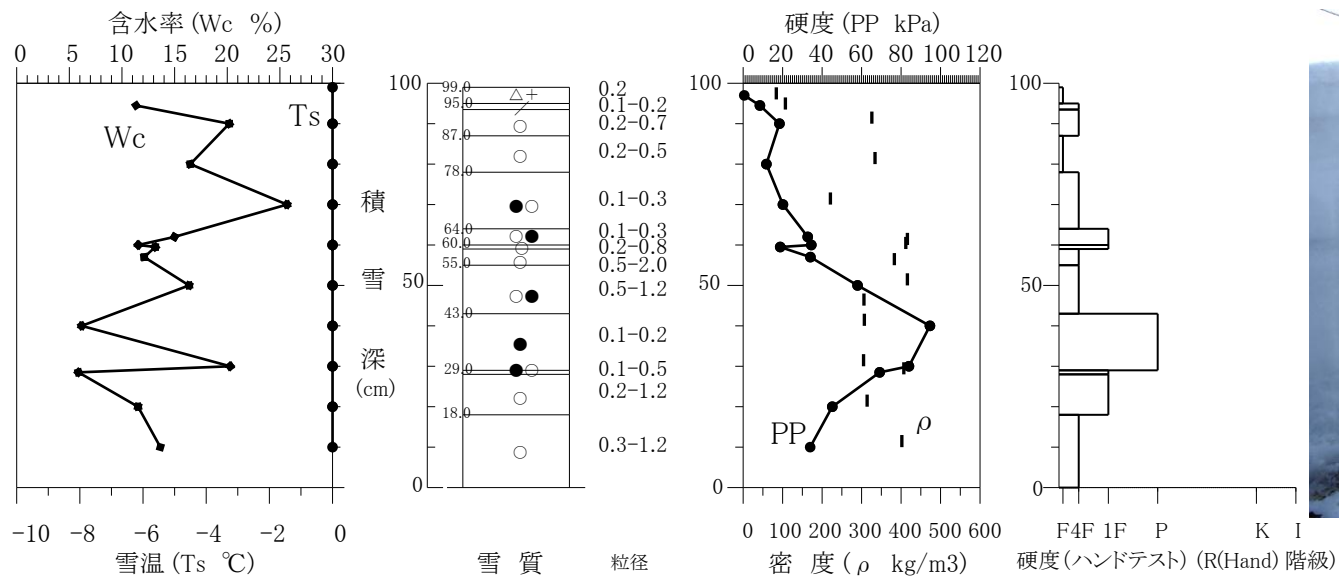 含水率 (Wc %)
0 5 10 15 20 25 30
Wc
Ts
-10 -8 -6 -4 -2 0
雪温 (Ts ℃)
積
雪
深
(cm)
100
50
0
99.0
95.0
87.0
78.0
64.0
60.0
55.0
43.0
29.0
18.0
△ +
雪 質
0.2
0.1-0.2
0.2-0.7
0.2-0.5
0.1-0.3
0.1-0.3
0.2-0.8
0.5-2.0
0.5-1.2
0.1-0.2
0.1-0.5
0.2-1.2
0.3-1.2
粒径
硬度 (PP kPa)
0 20 40 60 80 100 120
100
50
0
PP
ρ
0 100 200 300 400 500 600
密 度 (ρ kg/m3)
100
50
0
F 4F 1F P K I
硬度 (ハンドテスト) (R(Hand) 階級)